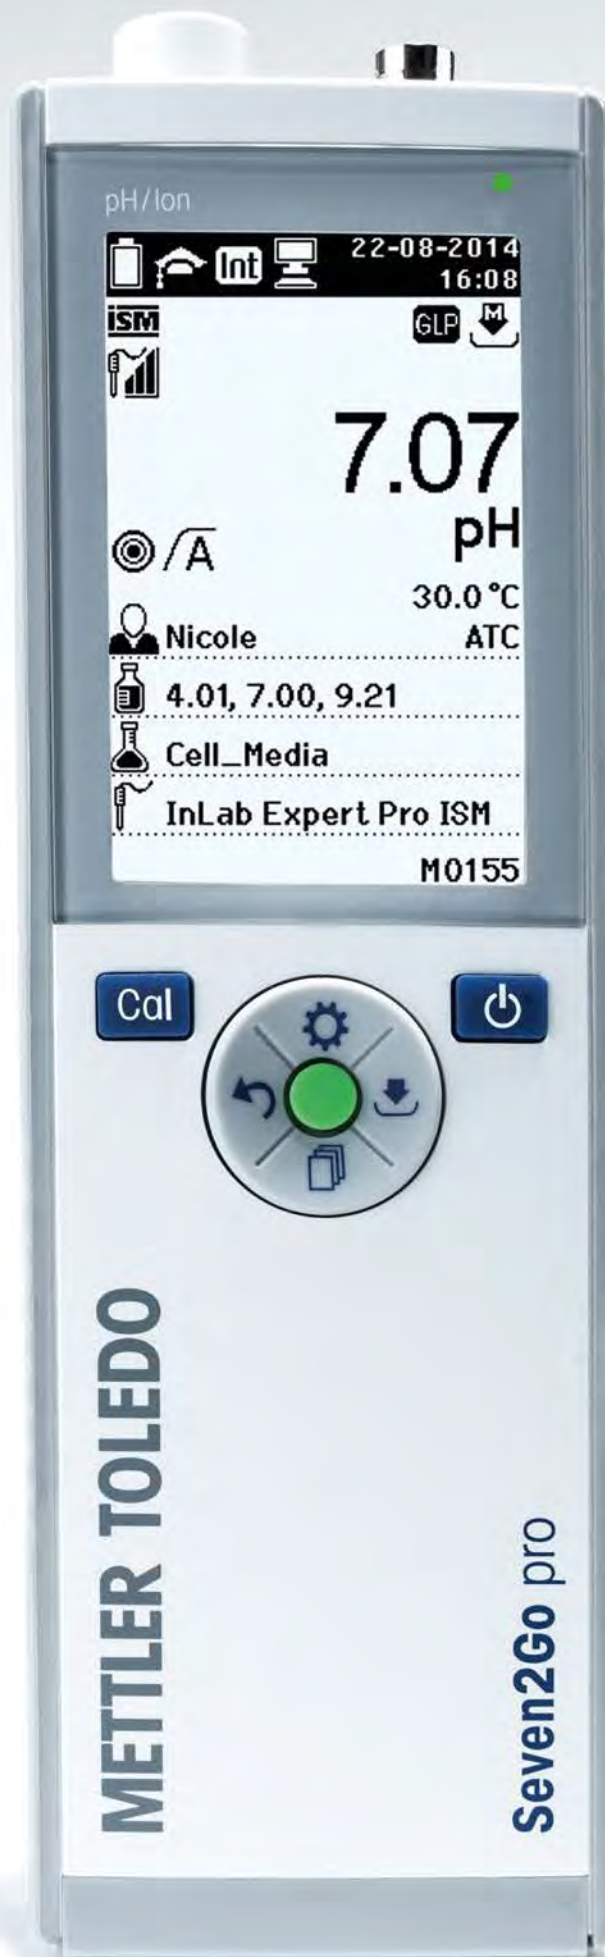 pH/Ion
Int
22-08-2014
16:08
iSM
GLP
M
7.07
pH
A
30.0 °C
Nicole
ATC
4.01, 7.00, 9.21
Cell_Media
InLab Expert Pro ISM
M0155
Cal
METTLER TOLEDO
Seven2Go pro